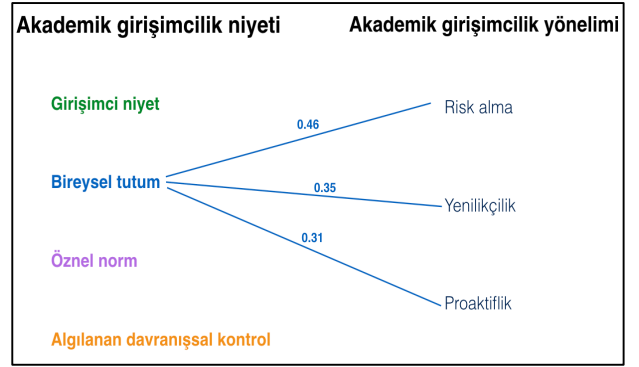 Akademik girişimcilik niyeti
Akademik girişimcilik yönelimi
Girişimci niyet
Risk alma
0.46
Bireysel tutum
0.35
Yenilikçilik
0.31
Öznel norm
Proaktiflik
Algılanan davranışsal kontrol